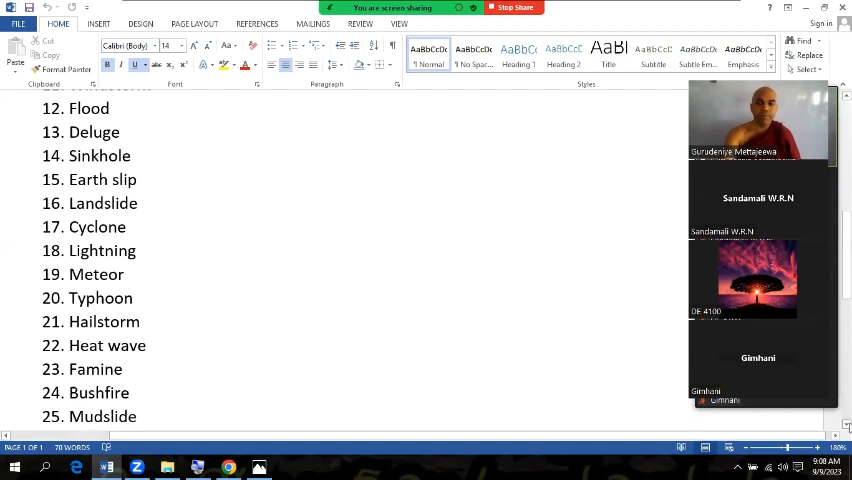 You are screen sharing
Stop Share
FILE HOME INSERT DESIGN PAGE LAYOUT REFERENCES MAILINGS REVIEW VIEW
Sign in
Paste
Cut
Copy
Format Painter
Clipboard
Calibri (Body) 14
Font
Paragraph
AaBbCcDc AaBbCcDc AaBbCc AaBbCcD AaBl AaBbCcD AaBbCcDc AaBbCcDc
¶ Normal ¶ No Spac... Heading 1 Heading 2 Title Subtitle Subtle Em... Emphasis
Styles
Find
Replace
Select
12. Flood
13. Deluge
14. Sinkhole
15. Earth slip
16. Landslide
17. Cyclone
18. Lightning
19. Meteor
20. Typhoon
21. Hailstorm
22. Heat wave
23. Famine
24. Bushfire
25. Mudslide
Gurudeniye Mettajeewa
Sandamali W.R.N
Sandamali W.R.N
DE 4100
Gimhani
Gimhani
Gimhani
PAGE 1 OF 1 70 WORDS
180%
9:08 AM
9/9/2023